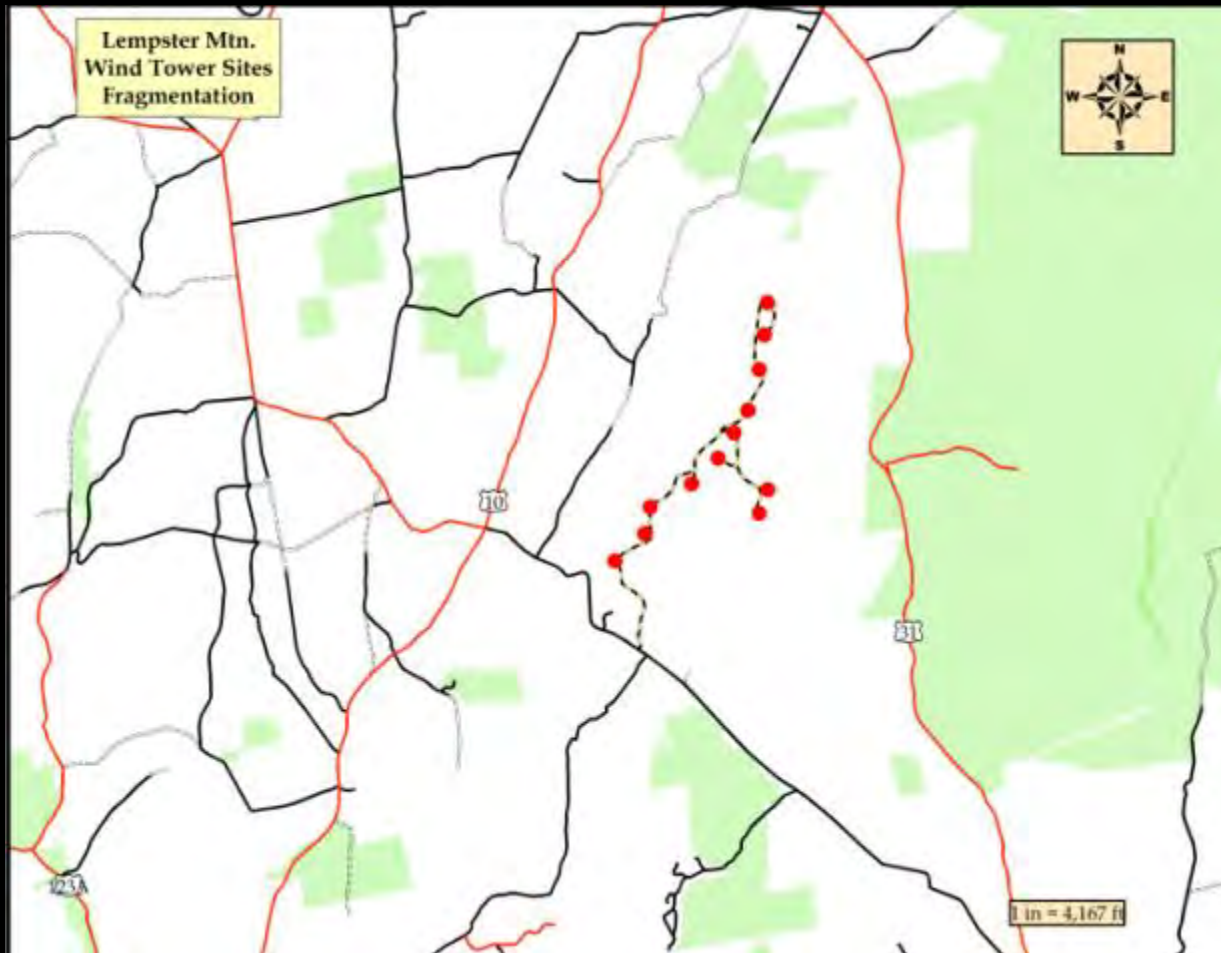 Lempster Mtn.
Wind Tower Sites
Fragmentation
N
W E
S
10
31
123A
1 in = 4,167 ft